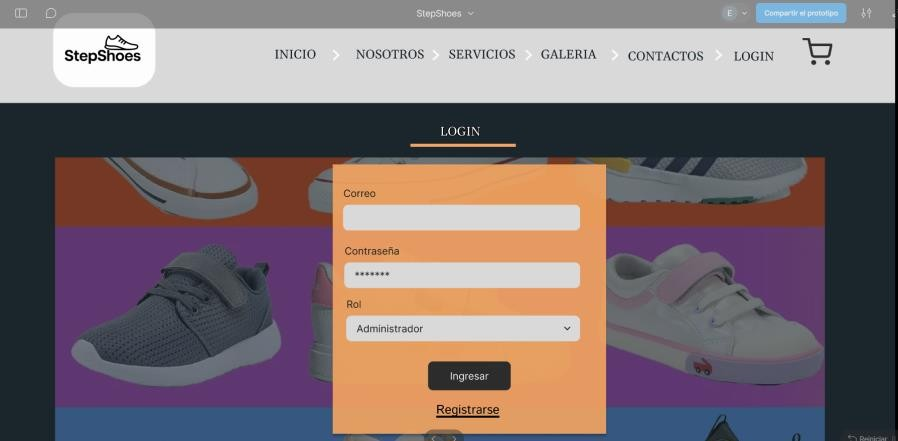 StepShoes
E
Compartir el prototipo
StepShoes
INICIO
NOSOTROS
SERVICIOS
GALERIA
CONTACTOS
LOGIN
LOGIN
Correo
Contraseña
*******
Rol
Administrador
Ingresar
Registrarse
Reiniciar